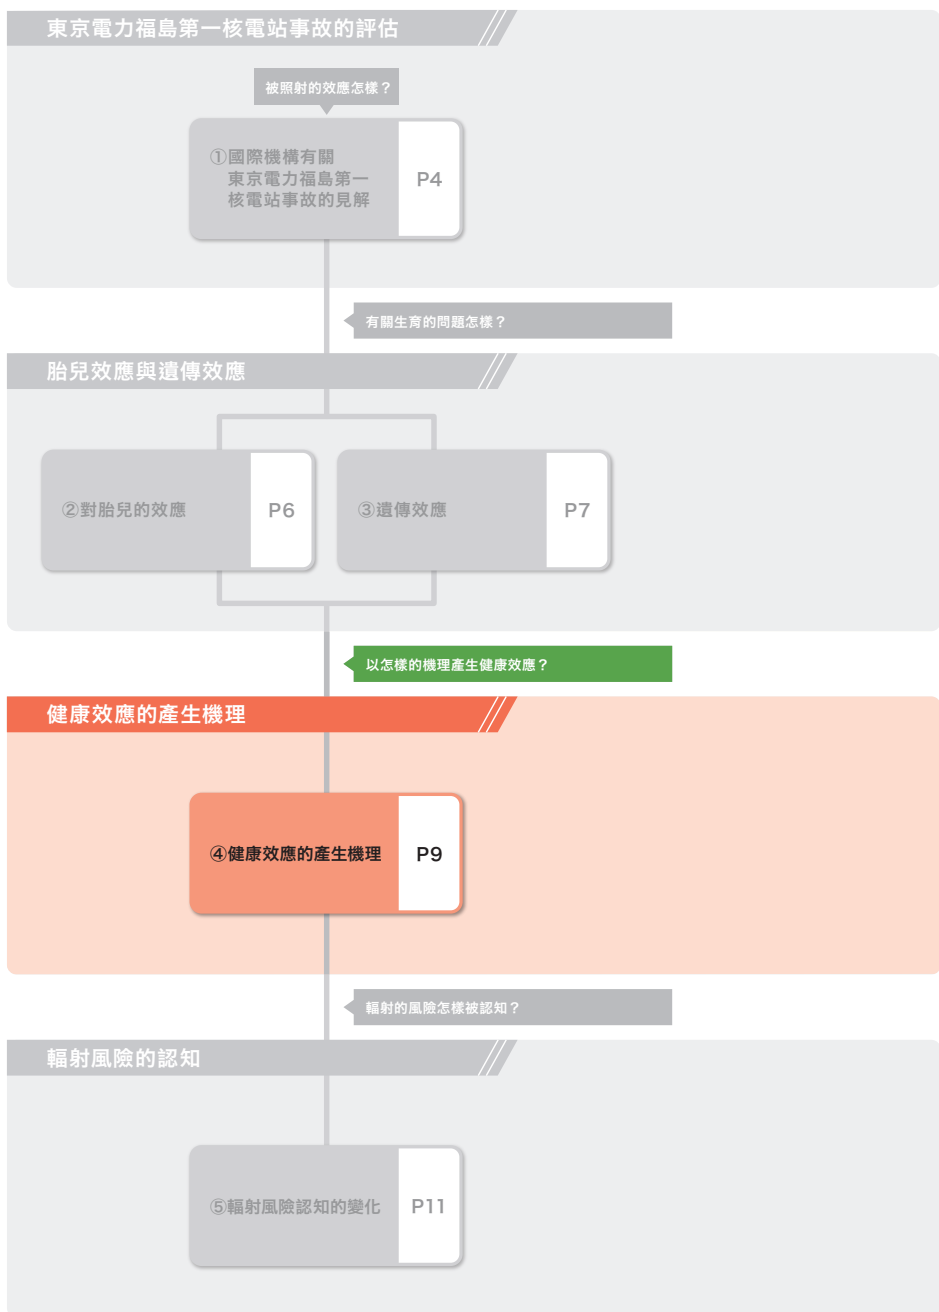 東京電力福島第一核電站事故的評估
被照射的效應怎樣？
①國際機構有關
東京電力福島第一
核電站事故的見解
P4
有關生育的問題怎樣？
胎兒效應與遺傳效應
②對胎兒的效應
P6
③遺傳效應
P7
以怎樣的機理產生健康效應？
健康效應的產生機理
④健康效應的產生機理
P9
輻射的風險怎樣被認知？
輻射風險的認知
⑤輻射風險認知的變化
P11